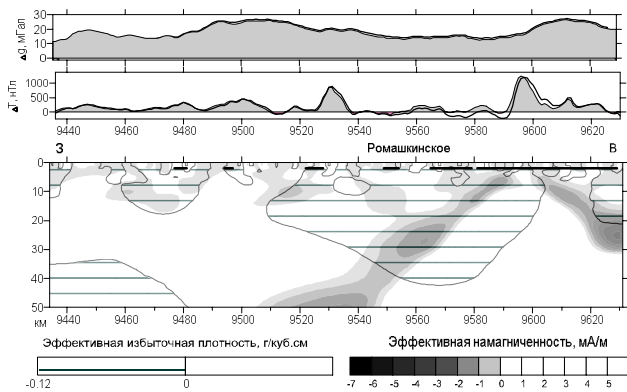 30
20
10
0
Δg, мГал
1000
500
0
ΔT, нТл
9440 9460 9480 9500 9520 9540 9560 9580 9600 9620
З Ромашкинское В
0
10
20
30
40
50
км
9440 9460 9480 9500 9520 9540 9560 9580 9600 9620
Эффективная избыточная плотность, г/куб.см
Эффективная намагниченность, мА/м
-0.12 0
-7 -6 -5 -4 -3 -2 -1 0 1 2 3 4 5